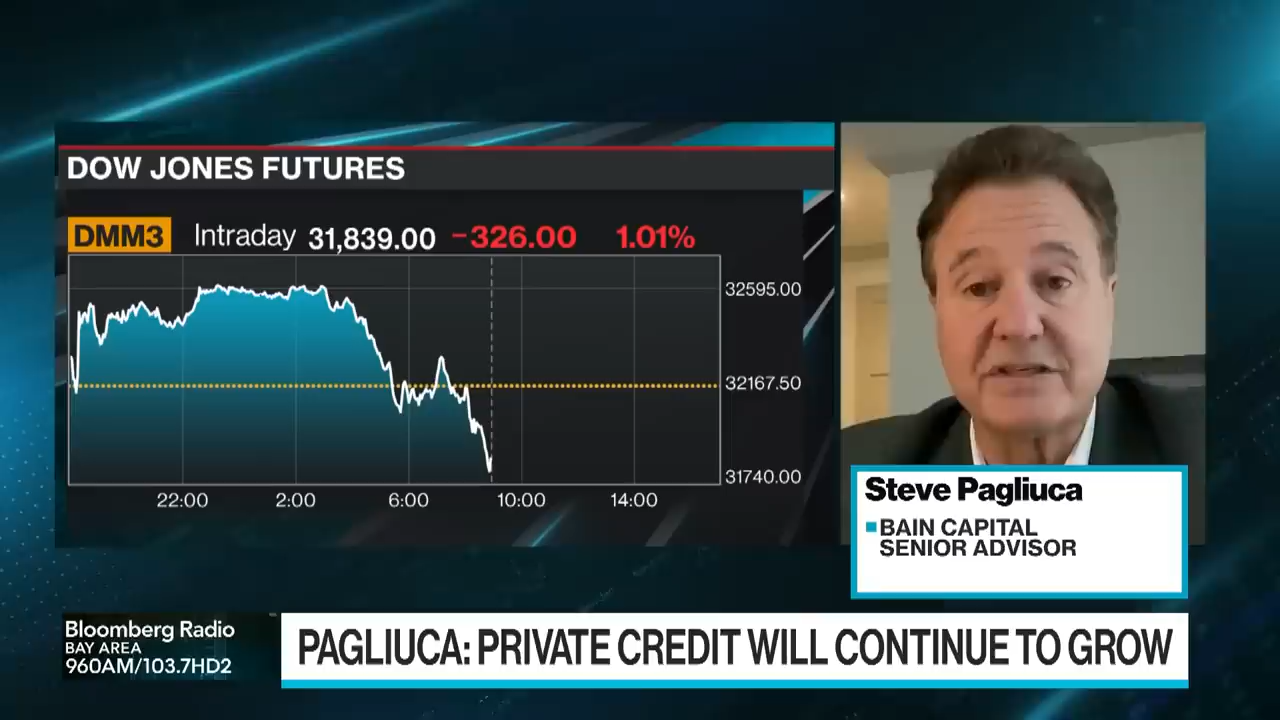 DOW JONES FUTURES
DMM3 Intraday 31,839.00 -326.00 1.01%
32595.00
32167.50
31740.00
22:00 2:00 6:00 10:00 14:00
Steve Pagliuca
BAIN CAPITAL
SENIOR ADVISOR
Bloomberg Radio
BAY AREA
960AM/103.7HD2
PAGLIUCA: PRIVATE CREDIT WILL CONTINUE TO GROW